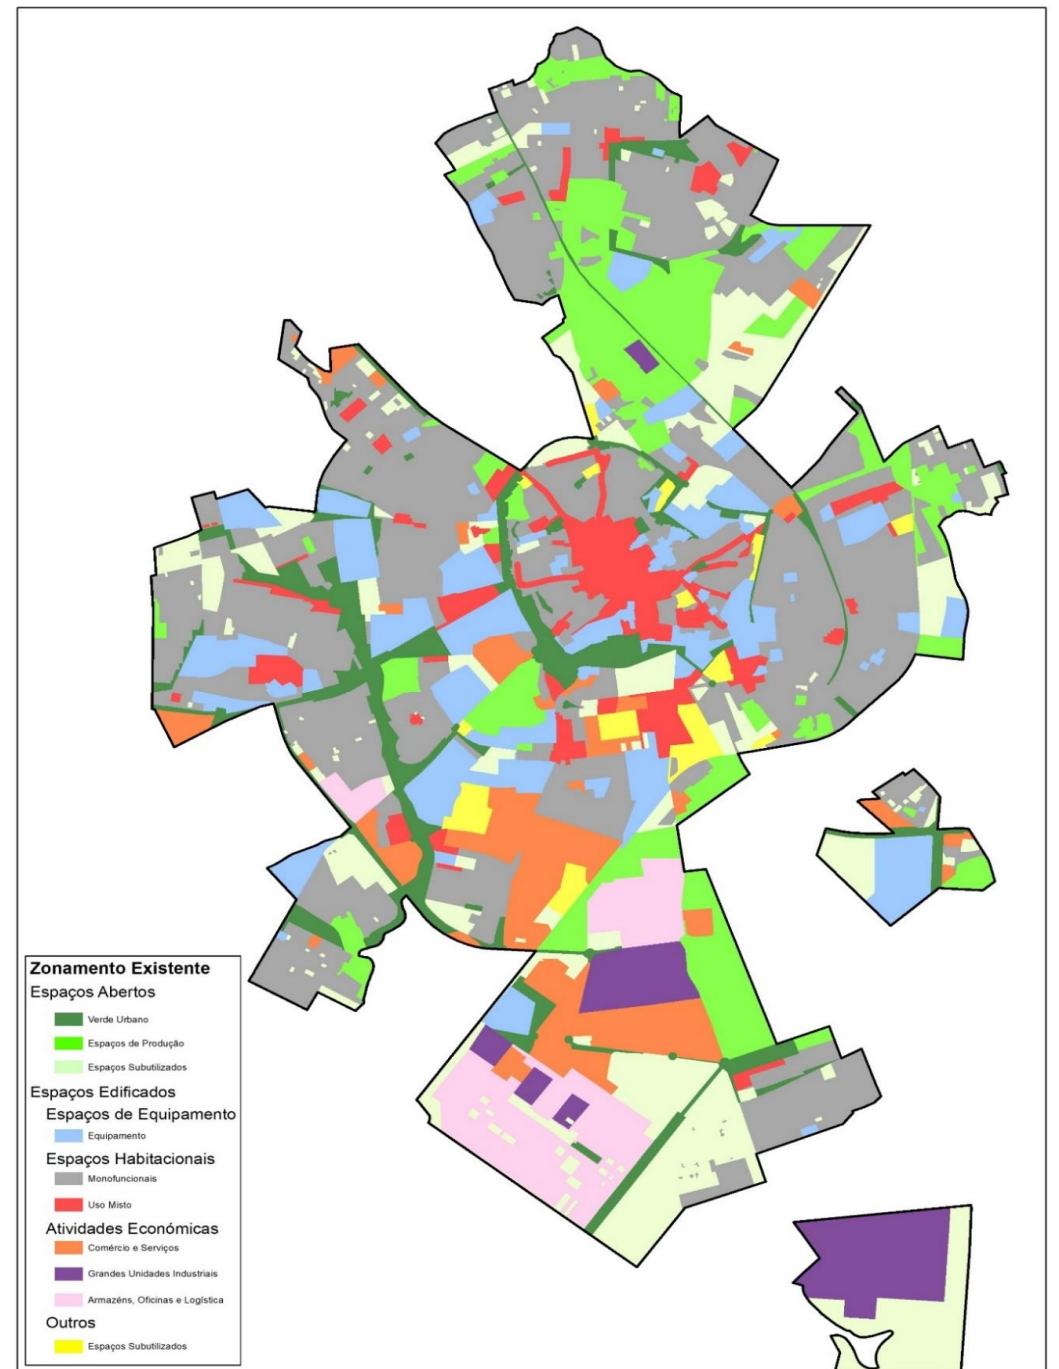 Zonamento Existente
Espaços Abertos
Verde Urbano
Espaços de Produção
Espaços Subutilizados
Espaços Edificados
Espaços de Equipamento
Equipamento
Espaços Habitacionais
Monofuncionais
Uso Misto
Atividades Económicas
Comércio e Serviços
Grandes Unidades Industriais
Armazéns, Oficinas e Logística
Outros
Espaços Subutilizados